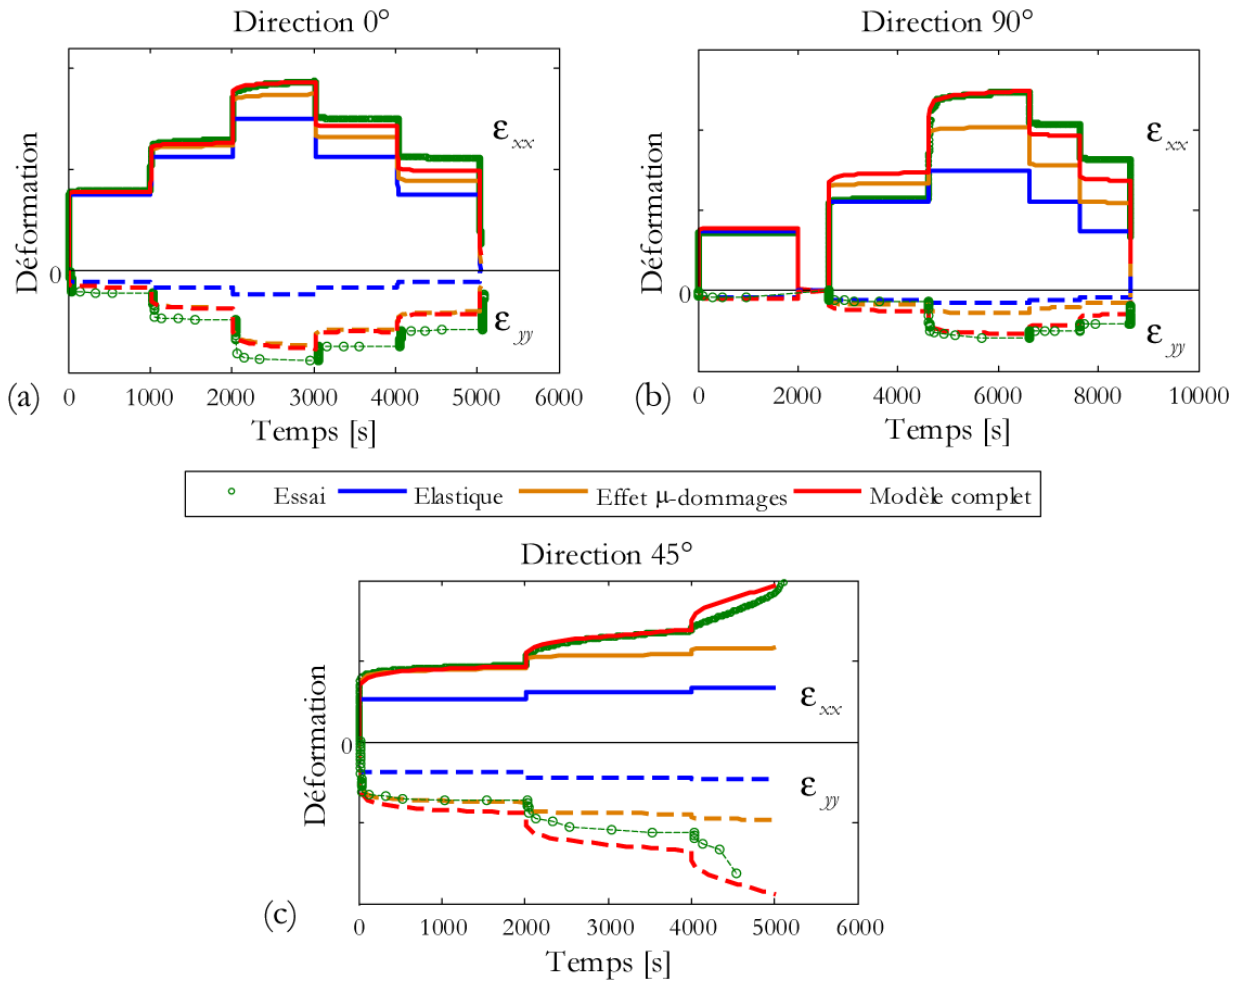 Direction 0°
Déformation
0
ε xx
ε yy
(a)
0 1000 2000 3000 4000 5000 6000
Temps [s]
Direction 90°
Déformation
0
ε xx
ε yy
(b)
0 2000 4000 6000 8000 10000
Temps [s]
Essai Elastique Effet μ-dommages Modèle complet
Direction 45°
Déformation
0
ε xx
ε yy
(c)
0 1000 2000 3000 4000 5000 6000
Temps [s]